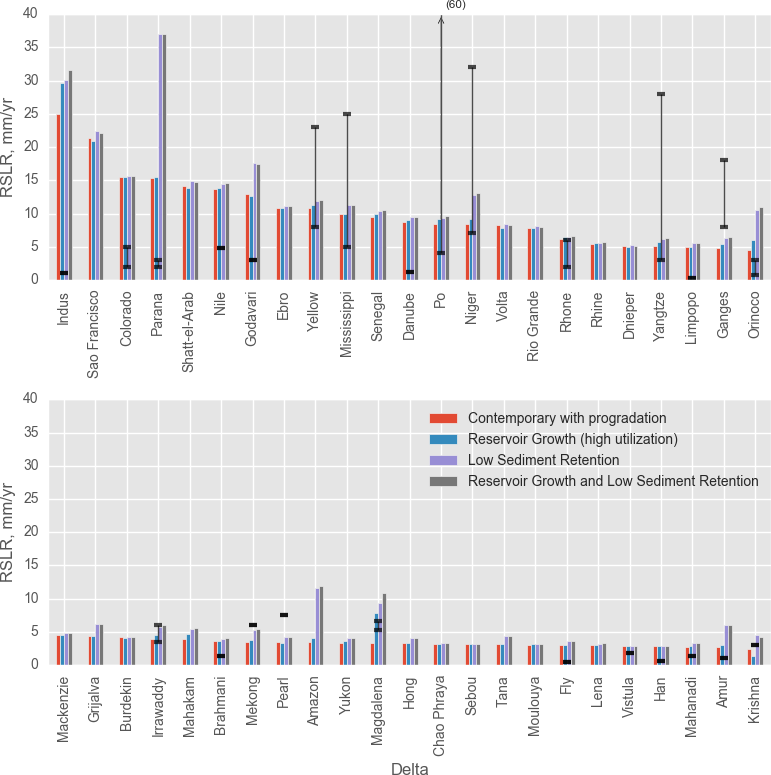 (60)
40
35
30
25
20
15
10
5
0
RSLR, mm/yr
Indus
Sao Francisco
Colorado
Parana
Shatt-el-Arab
Nile
Godavari
Ebro
Yellow
Mississippi
Senegal
Danube
Po
Niger
Volta
Rio Grande
Rhone
Rhine
Dnieper
Yangtze
Limpopo
Ganges
Orinoco
40
35
30
25
20
15
10
5
0
RSLR, mm/yr
Contemporary with progradation
Reservoir Growth (high utilization)
Low Sediment Retention
Reservoir Growth and Low Sediment Retention
Mackenzie
Grijalva
Burdekin
Irrawaddy
Mahakam
Brahmani
Mekong
Pearl
Amazon
Yukon
Magdalena
Hong
Chao Phraya
Sebou
Tana
Moulouya
Fly
Lena
Vistula
Han
Mahanadi
Amur
Krishna
Delta